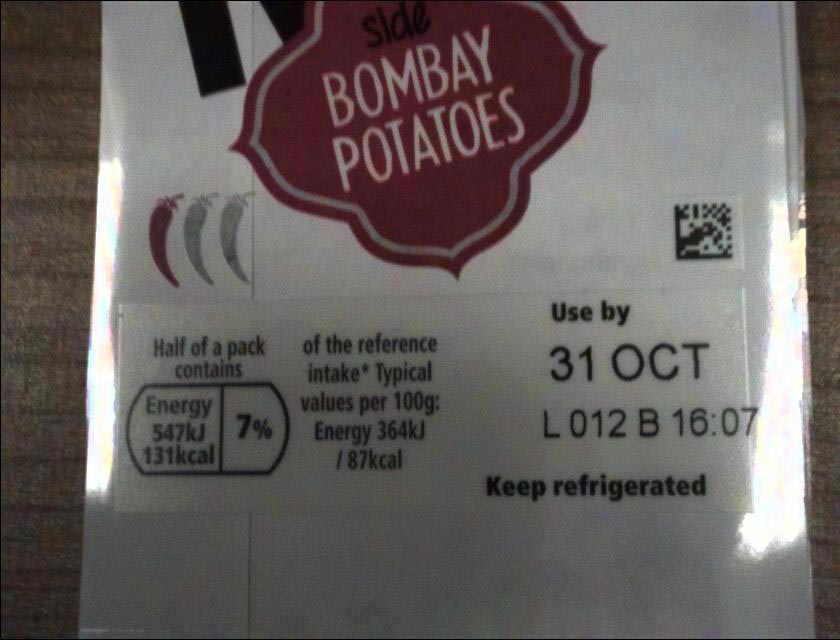 side
BOMBAY
POTATOES
Half of a pack
contains
Energy
547kJ
131kcal
7%
of the reference
intake* Typical
values per 100g:
Energy 364kJ
/ 87kcal
Use by
31 OCT
L 012 B 16:07
Keep refrigerated